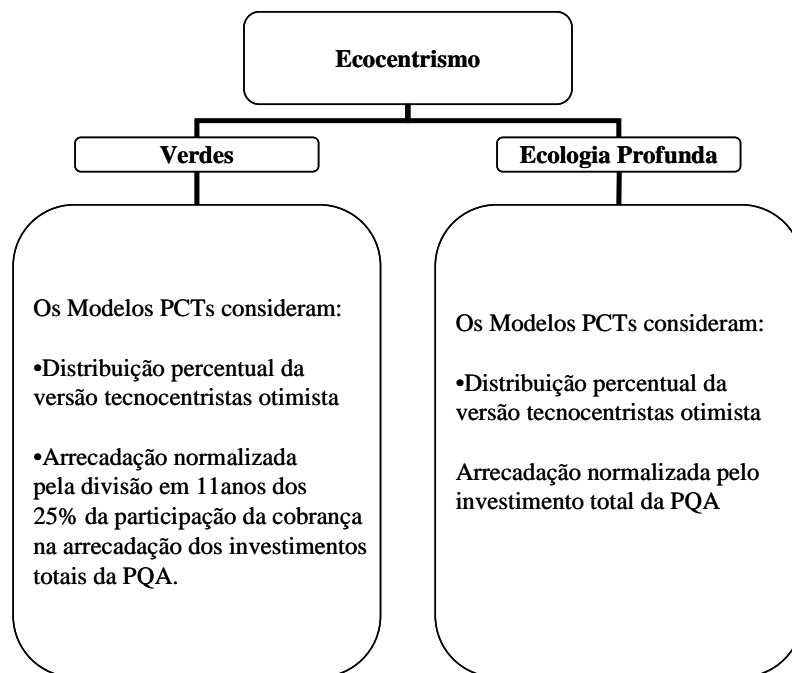 Ecocentrismo
Verdes
Ecologia Profunda
Os Modelos PCTs consideram:
•Distribuição percentual da
versão tecnocentristas otimista
•Arrecadação normalizada
pela divisão em 11anos dos
25% da participação da cobrança
na arrecadação dos investimentos
totais da PQA.
Os Modelos PCTs consideram:
•Distribuição percentual da
versão tecnocentristas otimista
Arrecadação normalizada pelo
investimento total da PQA